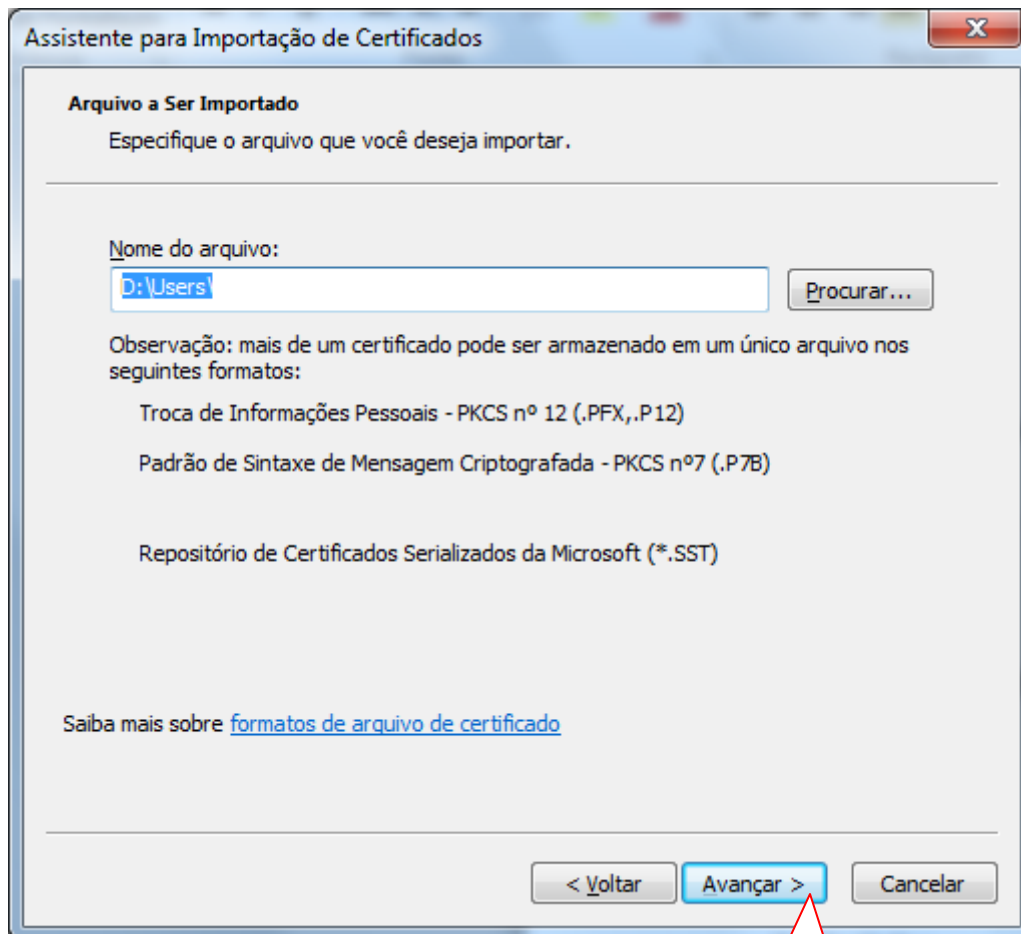 Assistente para Importação de Certificados
Arquivo a Ser Importado
Especifique o arquivo que você deseja importar.
Nome do arquivo:
D:\Users\
Procurar...
Observação: mais de um certificado pode ser armazenado em um único arquivo nos
seguintes formatos:
Troca de Informações Pessoais - PKCS nº 12 (.PFX,.P12)
Padrão de Sintaxe de Mensagem Criptografada - PKCS nº7 (.P7B)
Repositório de Certificados Serializados da Microsoft (*.SST)
Saiba mais sobre formatos de arquivo de certificado
< Voltar
Avançar >
Cancelar